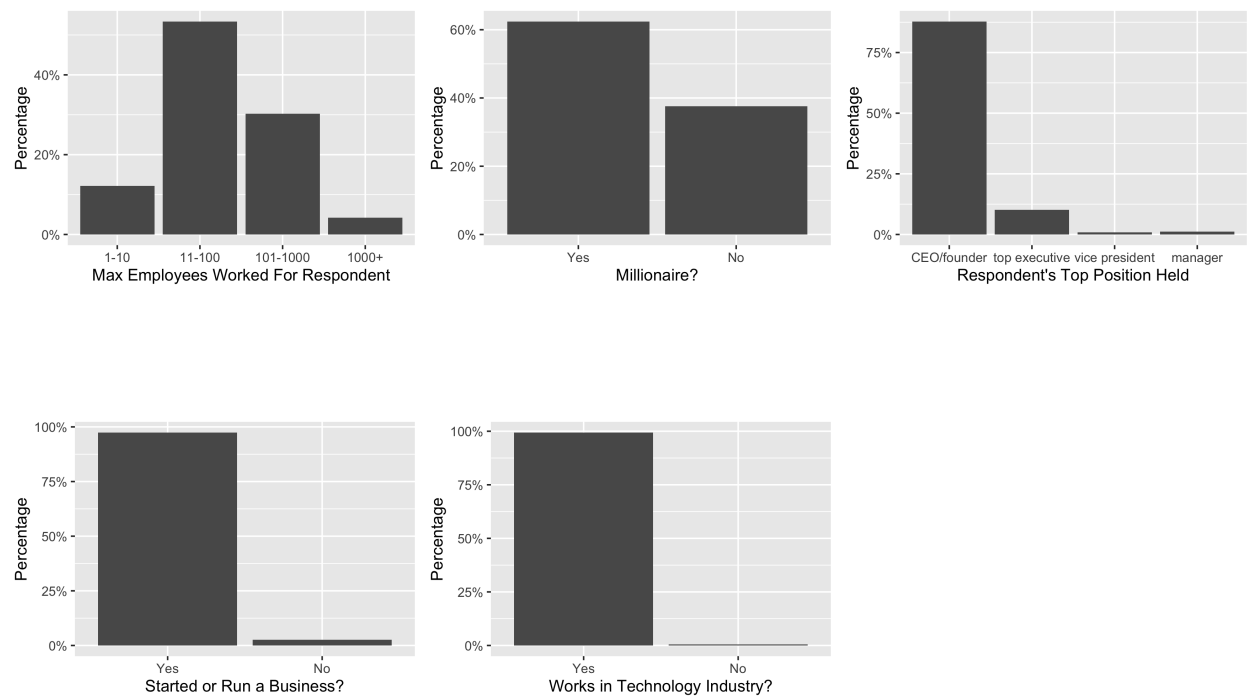 Percentage
40%
20%
0%
1-10
11-100
101-1000
1000+
Max Employees Worked For Respondent
Percentage
60%
40%
20%
0%
Yes
No
Millionaire?
Percentage
75%
50%
25%
0%
CEO/founder
top executive
vice president
manager
Respondent's Top Position Held
Percentage
100%
75%
50%
25%
0%
Yes
No
Started or Run a Business?
Percentage
100%
75%
50%
25%
0%
Yes
No
Works in Technology Industry?